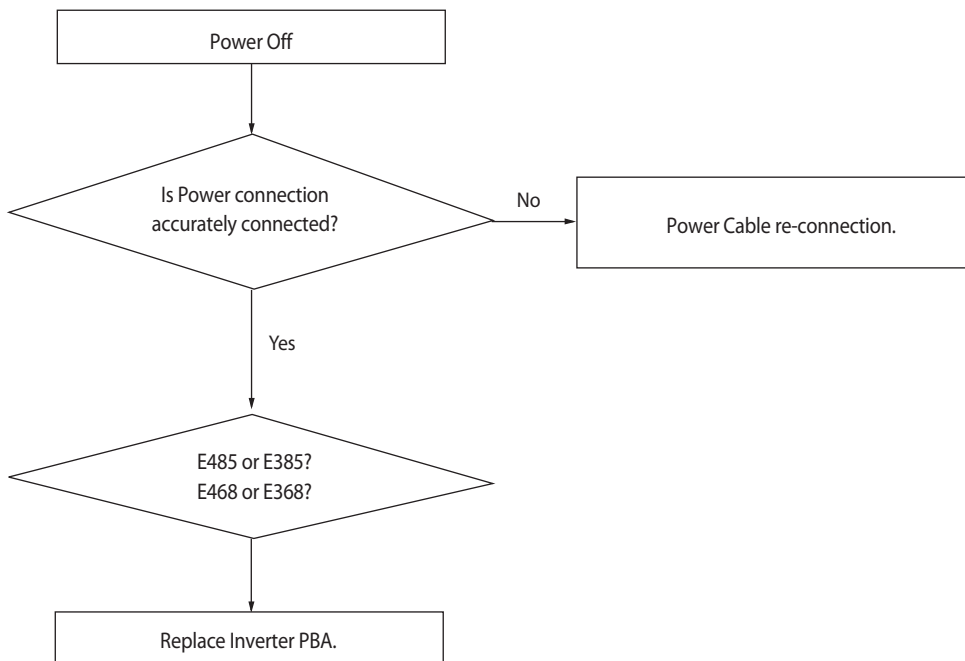 Power Off
Is Power connection
accurately connected?
No
Power Cable re-connection.
Yes
E485 or E385?
E468 or E368?
Replace Inverter PBA.